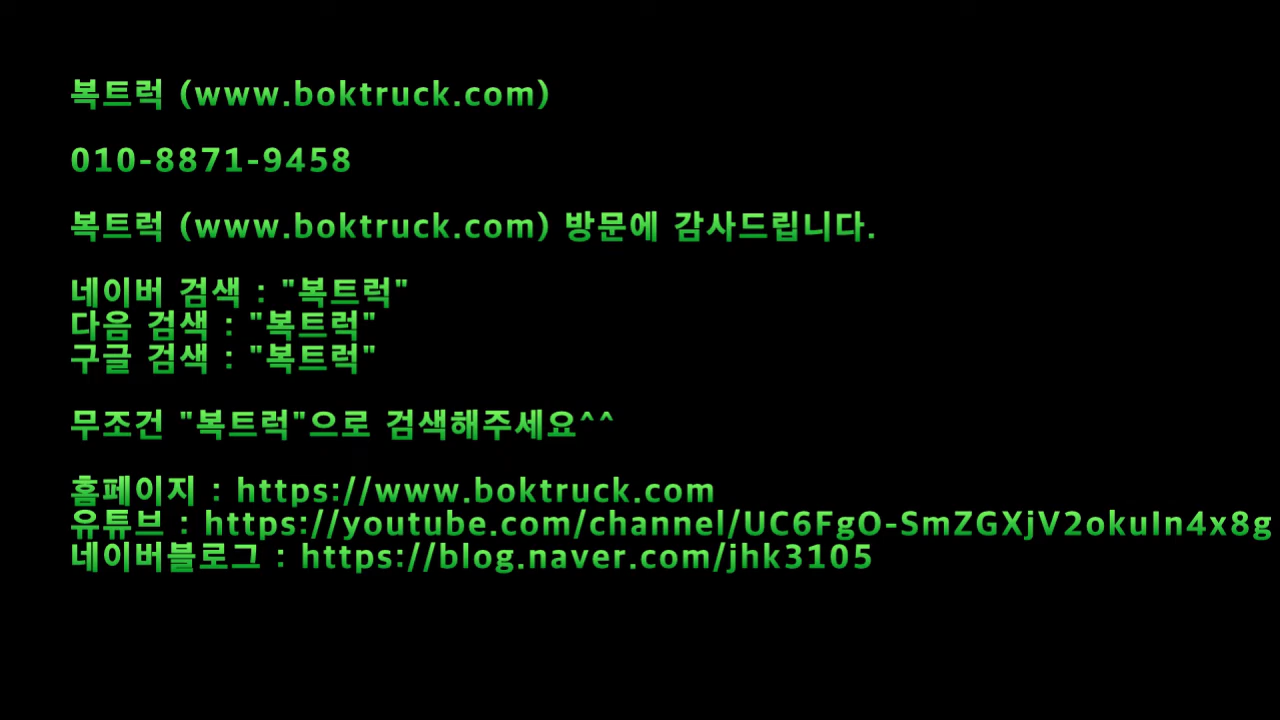 복트럭 (www.boktruck.com)
010-8871-9458
복트럭 (www.boktruck.com) 방문에 감사드립니다.
네이버 검색 : "복트럭"
다음 검색 : "복트럭"
구글 검색 : "복트럭"
무조건 "복트럭"으로 검색해주세요^^
홈페이지 : https://www.boktruck.com
유튜브 : https://youtube.com/channel/UC6FgO-SmZGXjV2okuIn4x8g
네이버블로그 : https://blog.naver.com/jhk3105